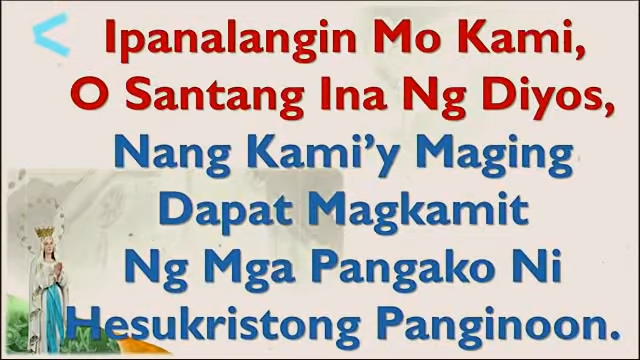 Ipanalangin Mo Kami,
O Santang Ina Ng Diyos,
Nang Kami'y Maging
Dapat Magkamit
Ng Mga Pangako Ni
Hesukristong Panginoon.